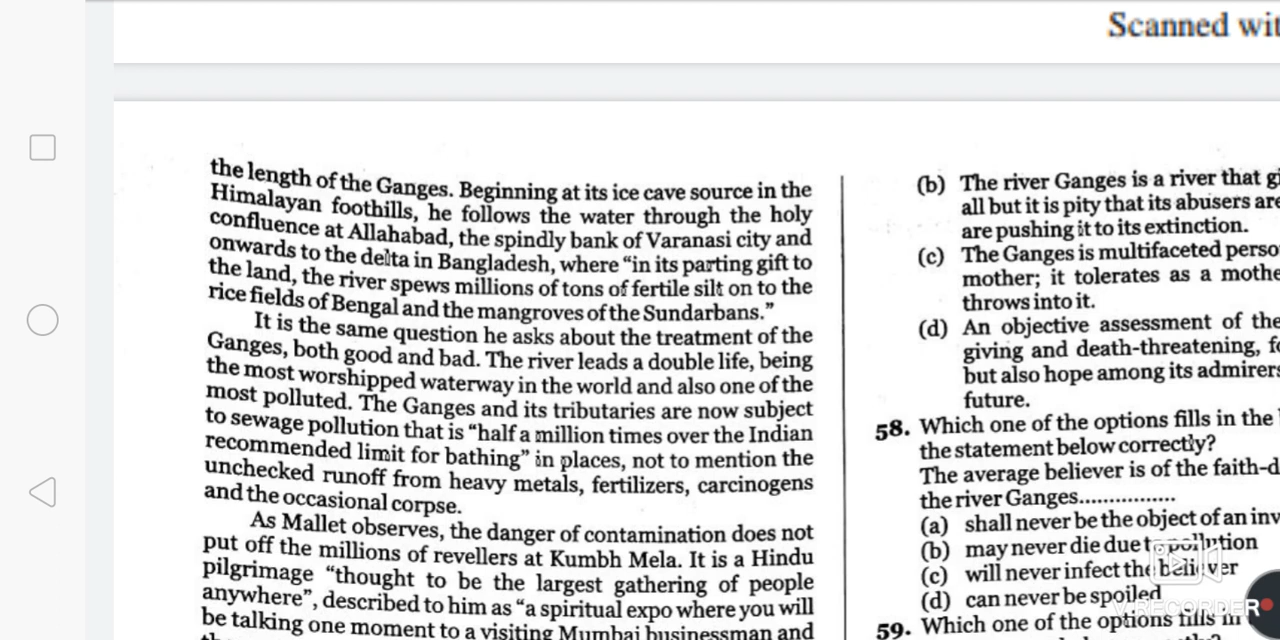 Scanned wit
the length of the Ganges. Beginning at its ice cave source in the
Himalayan foothills, he follows the water through the holy
confluence at Allahabad, the spindly bank of Varanasi city and
onwards to the delta in Bangladesh, where “in its parting gift to
the land, the river spews millions of tons of fertile silt on to the
rice fields of Bengal and the mangroves of the Sundarbans.”
It is the same question he asks about the treatment of the
Ganges, both good and bad. The river leads a double life, being
the most worshipped waterway in the world and also one of the
most polluted. The Ganges and its tributaries are now subject
to sewage pollution that is “half a million times over the Indian
recommended limit for bathing” in places, not to mention the
unchecked runoff from heavy metals, fertilizers, carcinogens
and the occasional corpse.
As Mallet observes, the danger of contamination does not
put off the millions of revellers at Kumbh Mela. It is a Hindu
pilgrimage “thought to be the largest gathering of people
anywhere”, described to him as “a spiritual expo where you will
be talking one moment to a visiting Mumbai businessman and
(b) The river Ganges is a river that gi
all but it is pity that its abusers are
are pushing it to its extinction.
(c) The Ganges is multifaceted perso
mother; it tolerates as a mothe
throws into it.
(d) An objective assessment of the
giving and death-threatening, fo
but also hope among its admirers
future.
58. Which one of the options fills in the
the statement below correctly?
The average believer is of the faith-d
the river Ganges................
(a) shall never be the object of an inv
(b) may never die due to pollution
(c) will never infect the believer
(d) can never be spoiled
59. Which one of the options fills in
V RECORDER